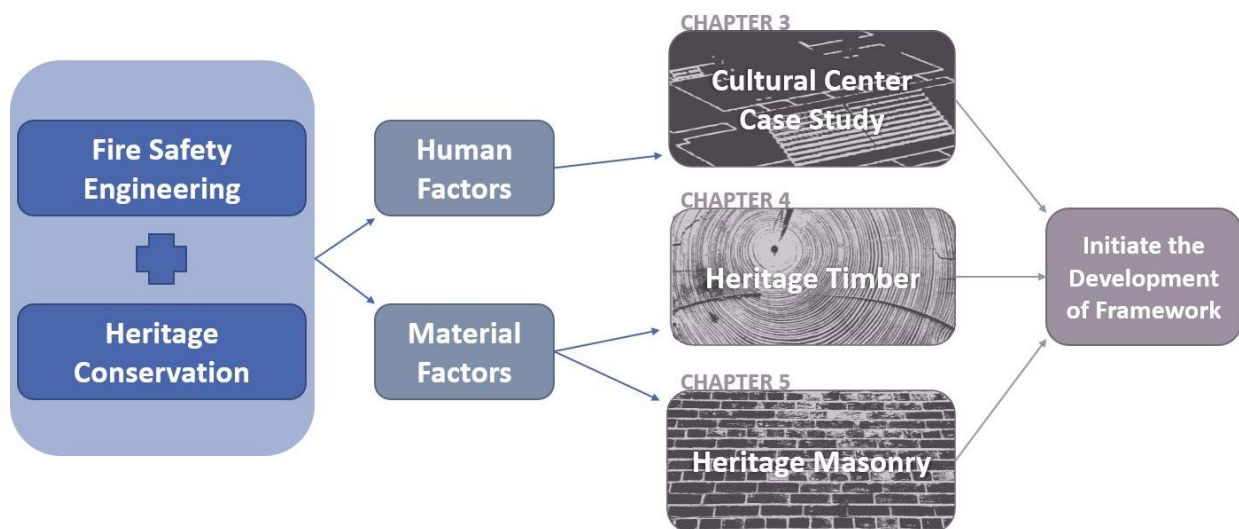 Fire Safety
Engineering
Heritage
Conservation
Human
Factors
Material
Factors
CHAPTER 3
Cultural Center
Case Study
CHAPTER 4
Heritage Timber
CHAPTER 5
Heritage Masonry
Initiate the
Development
of Framework